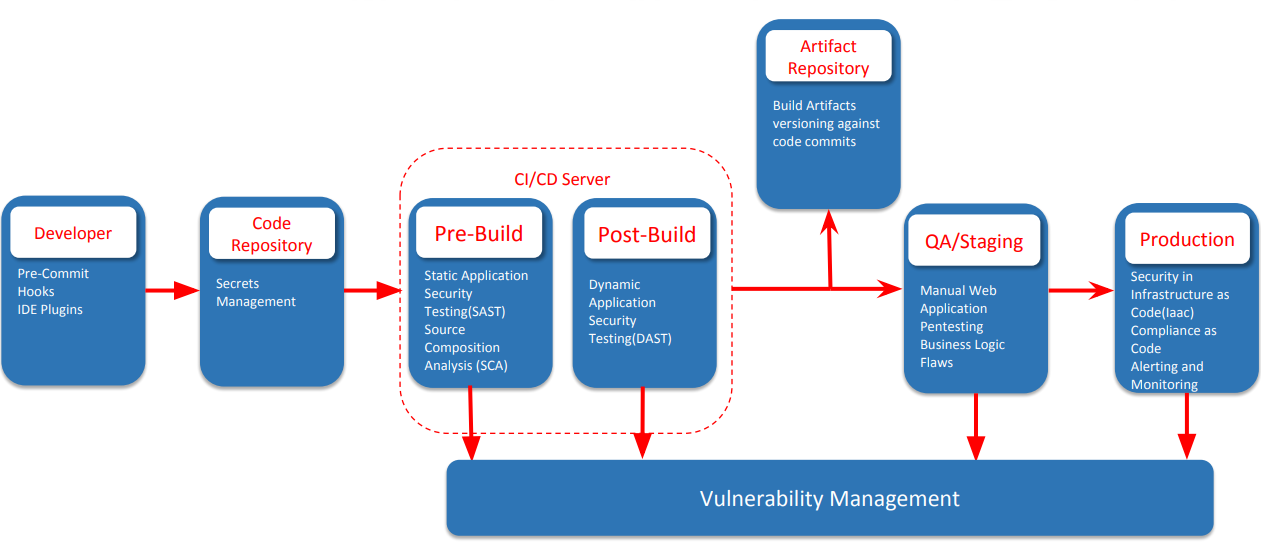 Developer
Pre-Commit
Hooks
IDE Plugins
Code
Repository
Secrets
Management
CI/CD Server
Pre-Build
Static Application
Security
Testing(SAST)
Source
Composition
Analysis (SCA)
Post-Build
Dynamic
Application
Security
Testing(DAST)
Artifact
Repository
Build Artifacts
versioning against
code commits
QA/Staging
Manual Web
Application
Pentesting
Business Logic
Flaws
Production
Security in
Infrastructure as
Code(Iaac)
Compliance as
Code
Alerting and
Monitoring
Vulnerability Management